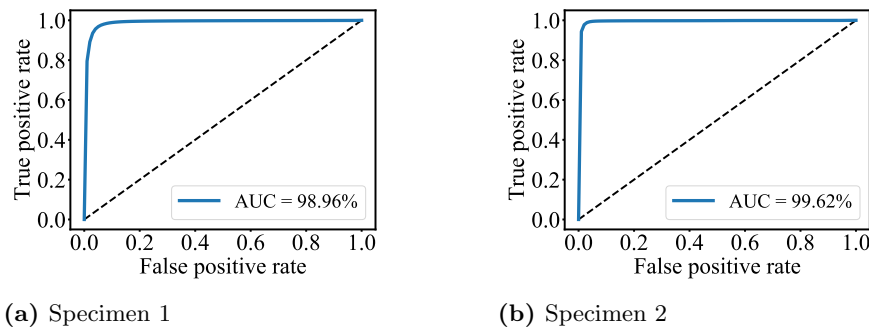 True positive rate
1.0
0.8
0.6
0.4
0.2
0.0
AUC = 98.96%
0.0 0.2 0.4 0.6 0.8 1.0
False positive rate
(a) Specimen 1
True positive rate
1.0
0.8
0.6
0.4
0.2
0.0
AUC = 99.62%
0.0 0.2 0.4 0.6 0.8 1.0
False positive rate
(b) Specimen 2